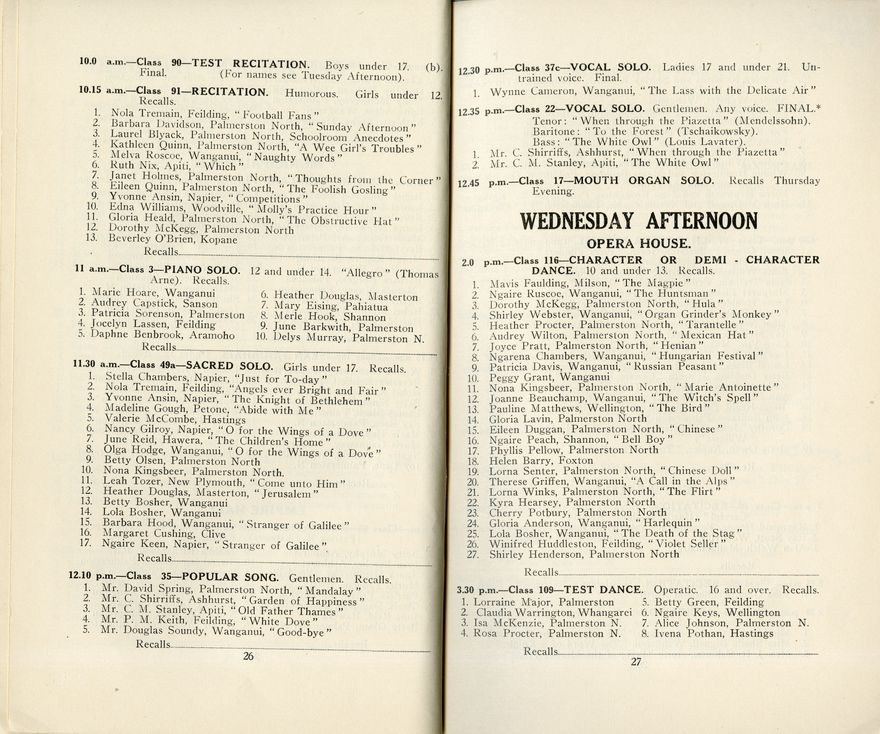 10.0 a.m.—Class 90—TEST RECITATION. Boys under 17. (b).
Final. (For names see Tuesday Afternoon).
10.15 a.m.—Class 91—RECITATION. Humorous. Girls under 12.
Recalls.
1. Nola Tremain, Feilding, "Football Fans"
2. Barbara Davidson, Palmerston North, "Sunday Afternoon"
3. Laurel Blyack, Palmerston North, Schoolroom Anecdotes"
4. Kathleen Quinn, Palmerston North, "A Wee Girl's Troubles"
5. Melva Roscoe, Wanganui, "Naughty Words"
6. Ruth Nix, Apiti, "Which"
7. Janet Holmes, Palmerston North, "Thoughts from the Corner"
8. Eileen Quinn, Palmerston North, "The Foolish Gosling"
9. Yvonne Ansin, Napier, "Competitions"
10. Edna Williams, Woodville, "Molly's Practice Hour"
11. Gloria Heald, Palmerston North, "The Obstructive Hat"
12. Dorothy McKegg, Palmerston North
13. Beverley O'Brien, Kopane
Recalls
11 a.m.—Class 3—PIANO SOLO. 12 and under 14. "Allegro" (Thomas
Arne). Recalls.
1. Marie Hoare, Wanganui
2. Audrey Capstick, Sanson
3. Patricia Sorenson, Palmerston
4. Jocelyn Lassen, Feilding
5. Daphne Benbrook, Aramoho
6. Heather Douglas, Masterton
7. Mary Eising, Pahiatua
8. Merle Hook, Shannon
9. June Barkwith, Palmerston
10. Delys Murray, Palmerston N.
Recalls
11.30 a.m.—Class 49a—SACRED SOLO. Girls under 17. Recalls.
1. Stella Chambers, Napier, "Just for To-day"
2. Nola Tremain, Feilding, "Angels ever Bright and Fair"
3. Yvonne Ansin, Napier, "The Knight of Bethlehem"
4. Madeline Gough, Petone, "Abide with Me"
5. Valerie McCombe, Hastings
6. Nancy Gilroy, Napier, "O for the Wings of a Dove"
7. June Reid, Hawera, "The Children's Home"
8. Olga Hodge, Wanganui, "O for the Wings of a Dove"
9. Betty Olsen, Palmerston North
10. Nona Kingsbeer, Palmerston North.
11. Leah Tozer, New Plymouth, "Come unto Him"
12. Heather Douglas, Masterton, "Jerusalem"
13. Betty Bosher, Wanganui
14. Lola Bosher, Wanganui
15. Barbara Hood, Wanganui, "Stranger of Galilee"
16. Margaret Cushing, Clive
17. Ngaire Keen, Napier, "Stranger of Galilee"
Recalls
12.10 p.m.—Class 35—POPULAR SONG. Gentlemen. Recalls.
1. Mr. David Spring, Palmerston North, "Mandalay"
2. Mr. C. Shirriffs, Ashhurst, "Garden of Happiness"
3. Mr. C. M. Stanley, Apiti, "Old Father Thames"
4. Mr. P. M. Keith, Feilding, "White Dove"
5. Mr. Douglas Soundy, Wanganui, "Good-bye"
Recalls
26
12.30 p.m.—Class 37c—VOCAL SOLO. Ladies 17 and under 21. Un-
trained voice. Final.
1. Wynne Cameron, Wanganui, "The Lass with the Delicate Air"
12.35 p.m.—Class 22—VOCAL SOLO. Gentlemen. Any voice. FINAL.*
Tenor: "When through the Piazetta" (Mendelssohn).
Baritone: "To the Forest" (Tschaikowsky).
Bass: "The White Owl" (Louis Lavater).
1. Mr. C. Shirriffs, Ashhurst, "When through the Piazetta"
2. Mr. C. M. Stanley, Apiti, "The White Owl"
12.45 p.m.—Class 17—MOUTH ORGAN SOLO. Recalls Thursday
Evening.
WEDNESDAY AFTERNOON
OPERA HOUSE.
2.0 p.m.—Class 116—CHARACTER OR DEMI - CHARACTER
DANCE. 10 and under 13. Recalls.
1. Mavis Faulding, Milson, "The Magpie"
2. Ngaire Ruscoe, Wanganui, "The Huntsman"
3. Dorothy McKegg, Palmerston North, "Hula"
4. Shirley Webster, Wanganui, "Organ Grinder's Monkey"
5. Heather Procter, Palmerston North, "Tarantelle"
6. Audrey Wilton, Palmerston North, "Mexican Hat"
7. Joyce Pratt, Palmerston North, "Henian"
8. Ngarena Chambers, Wanganui, "Hungarian Festival"
9. Patricia Davis, Wanganui, "Russian Peasant"
10. Peggy Grant, Wanganui
11. Nona Kingsbeer, Palmerston North, "Marie Antoinette"
12. Joanne Beauchamp, Wanganui, "The Witch's Spell"
13. Pauline Matthews, Wellington, "The Bird"
14. Gloria Lavin, Palmerston North
15. Eileen Duggan, Palmerston North, "Chinese"
16. Ngaire Peach, Shannon, "Bell Boy"
17. Phyllis Pellow, Palmerston North
18. Helen Barry, Foxton
19. Lorna Senter, Palmerston North, "Chinese Doll"
20. Therese Griffen, Wanganui, "A Call in the Alps"
21. Lorna Winks, Palmerston North, "The Flirt"
22. Kyra Hearsey, Palmerston North
23. Cherry Potbury, Palmerston North
24. Gloria Anderson, Wanganui, "Harlequin"
25. Lola Bosher, Wanganui, "The Death of the Stag"
26. Winifred Huddleston, Feilding, "Violet Seller"
27. Shirley Henderson, Palmerston North
Recalls
3.30 p.m.—Class 109—TEST DANCE. Operatic. 16 and over. Recalls.
1. Lorraine Major, Palmerston
2. Claudia Warrington, Whangarei
3. Isa McKenzie, Palmerston N.
4. Rosa Procter, Palmerston N.
5. Betty Green, Feilding
6. Ngaire Keys, Wellington
7. Alice Johnson, Palmerston N.
8. Ivena Pothan, Hastings
Recalls
27